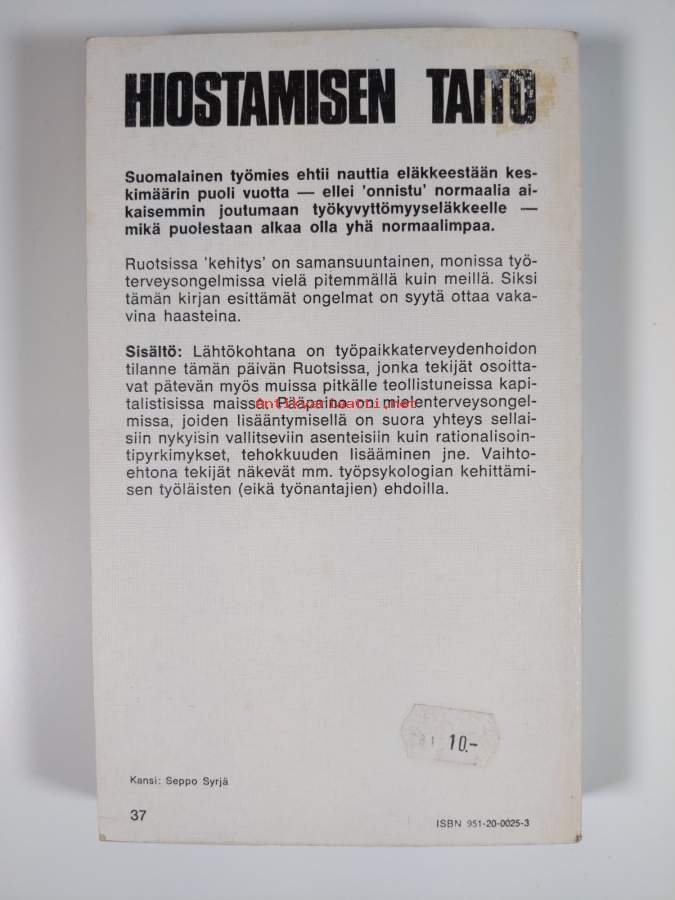 HIOSTAMISEN TAITO
Suomalainen työmies ehtii nauttia eläkkeestään kes-
kimäärin puoli vuotta — ellei 'onnistu' normaalia ai-
kaisemmin joutumaan työkyvyttömyyseläkkeelle —
mikä puolestaan alkaa olla yhä normaalimpaa.
Ruotsissa 'kehitys' on samansuuntainen, monissa työ-
terveysongelmissa vielä pitemmällä kuin meillä. Siksi
tämän kirjan esittämät ongelmat on syytä ottaa vaka-
vina haasteina.
Sisältö: Lähtökohtana on työpaikkaterveydenhoidon
tilanne tämän päivän Ruotsissa, jonka tekijät osoitta-
vat pätevän myös muissa pitkälle teollistuneissa kapi-
talistisissa maissa. Pääpaino on mielenterveysongel-
missa, joiden lisääntymisellä on suora yhteys sellai-
siin nykyisin vallitseviin asenteisiin kuin rationalisoin-
tipyrkimykset, tehokkuuden lisääminen jne. Vaihto-
ehtona tekijät näkevät mm. työpsykologian kehittämi-
sen työläisten (eikä työnantajien) ehdoilla.
Antikvariaatti.net
10.-
Kansi: Seppo Syrjä
37
ISBN 951-20-0025-3